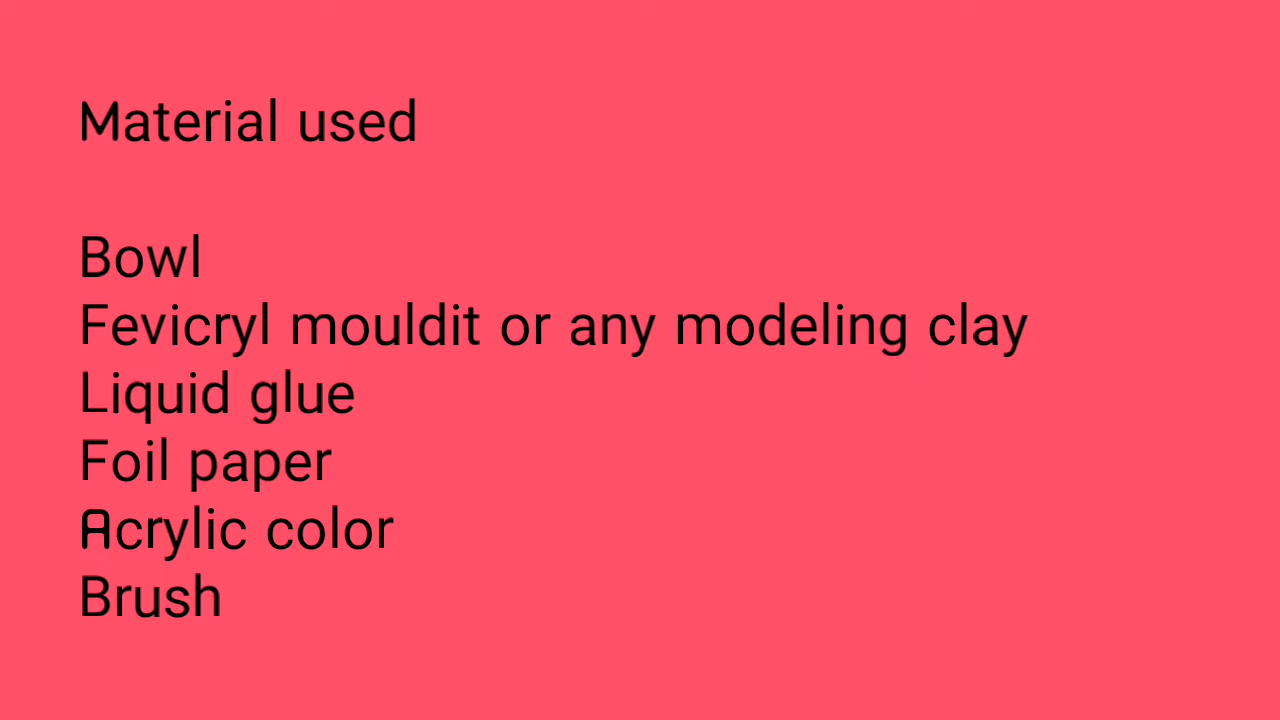 Material used
Bowl
Fevicryl mouldit or any modeling clay
Liquid glue
Foil paper
Acrylic color
Brush